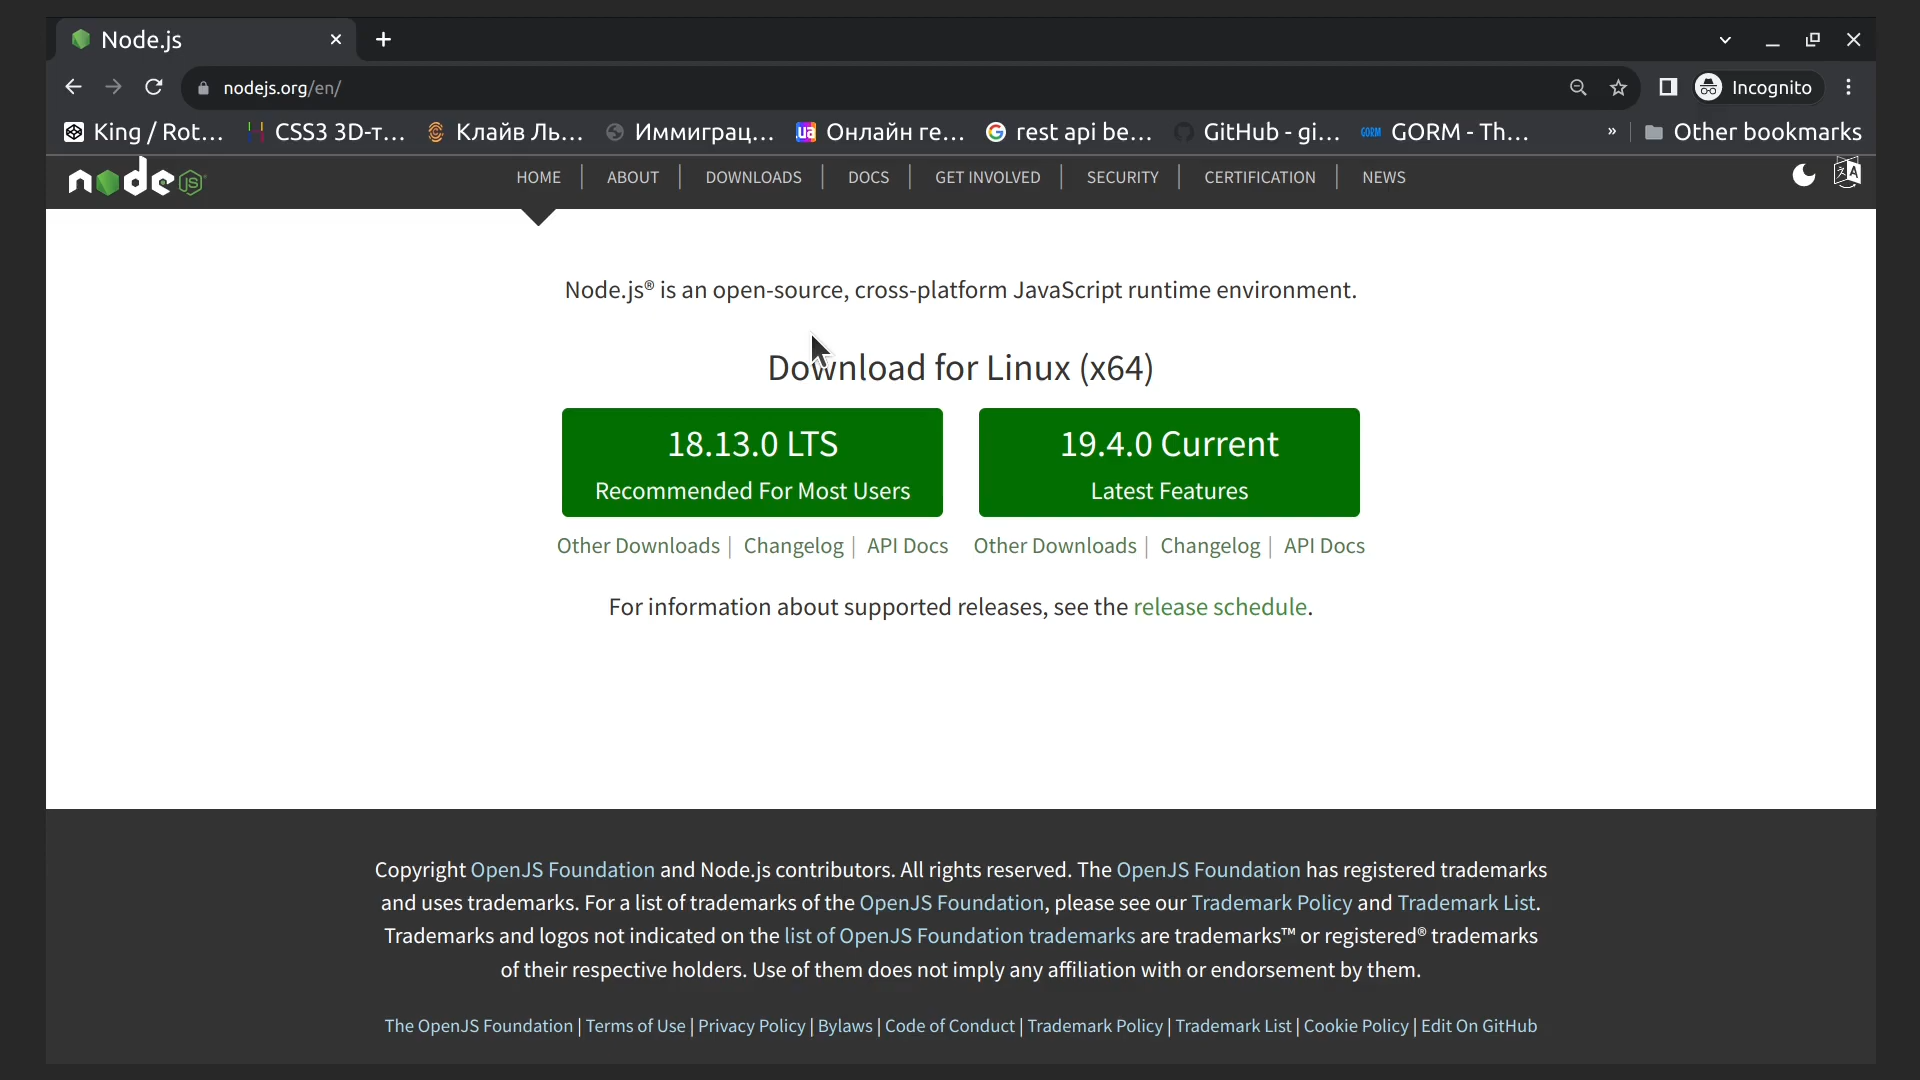 Node.js
nodejs.org/en/
Incognito
King / Rot...
CSS3 3D-т...
Клайв Ль...
Иммиграц...
Онлайн ге...
rest api be...
GitHub - gi...
GORM - Th...
»
Other bookmarks
node JS
HOME | ABOUT | DOWNLOADS | DOCS | GET INVOLVED | SECURITY | CERTIFICATION | NEWS
Node.js® is an open-source, cross-platform JavaScript runtime environment.
Download for Linux (x64)
18.13.0 LTS
Recommended For Most Users
19.4.0 Current
Latest Features
Other Downloads | Changelog | API Docs
Other Downloads | Changelog | API Docs
For information about supported releases, see the release schedule.
Copyright OpenJS Foundation and Node.js contributors. All rights reserved. The OpenJS Foundation has registered trademarks
and uses trademarks. For a list of trademarks of the OpenJS Foundation, please see our Trademark Policy and Trademark List.
Trademarks and logos not indicated on the list of OpenJS Foundation trademarks are trademarks™ or registered® trademarks
of their respective holders. Use of them does not imply any affiliation with or endorsement by them.
The OpenJS Foundation | Terms of Use | Privacy Policy | Bylaws | Code of Conduct | Trademark Policy | Trademark List | Cookie Policy | Edit On GitHub